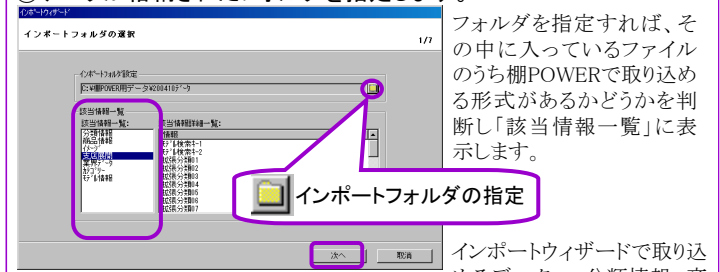 インポートウィザード
インポートフォルダの選択
1/7
インポートフォルダ設定
C:¥棚POWER用データ¥200410データ
該当情報一覧
該当情報一覧:
該当情報詳細一覧:
分類情報
商品情報
イメージ
業界データ
カテゴリー
モデル情報
情報
モデル検索キー1
モデル検索キー2
拡張分類01
拡張分類02
拡張分類03
拡張分類04
拡張分類05
拡張分類06
拡張分類07
インポートフォルダの指定
次へ
取消
フォルダを指定すれば、そ
の中に入っているファイル
のうち棚POWERで取り込め
る形式があるかどうかを判
断し「該当情報一覧」に表
示します。
インポートウィザードで取り込